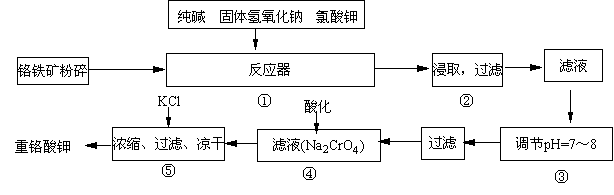 纯碱 固体氢氧化钠 氯酸钾
铬铁矿粉碎
反应器
浸取，过滤
滤液
①
②
KCl
酸化
重铬酸钾
浓缩、过滤、凉干
滤液(Na₂CrO₄)
过滤
调节pH=7～8
⑤
④
③